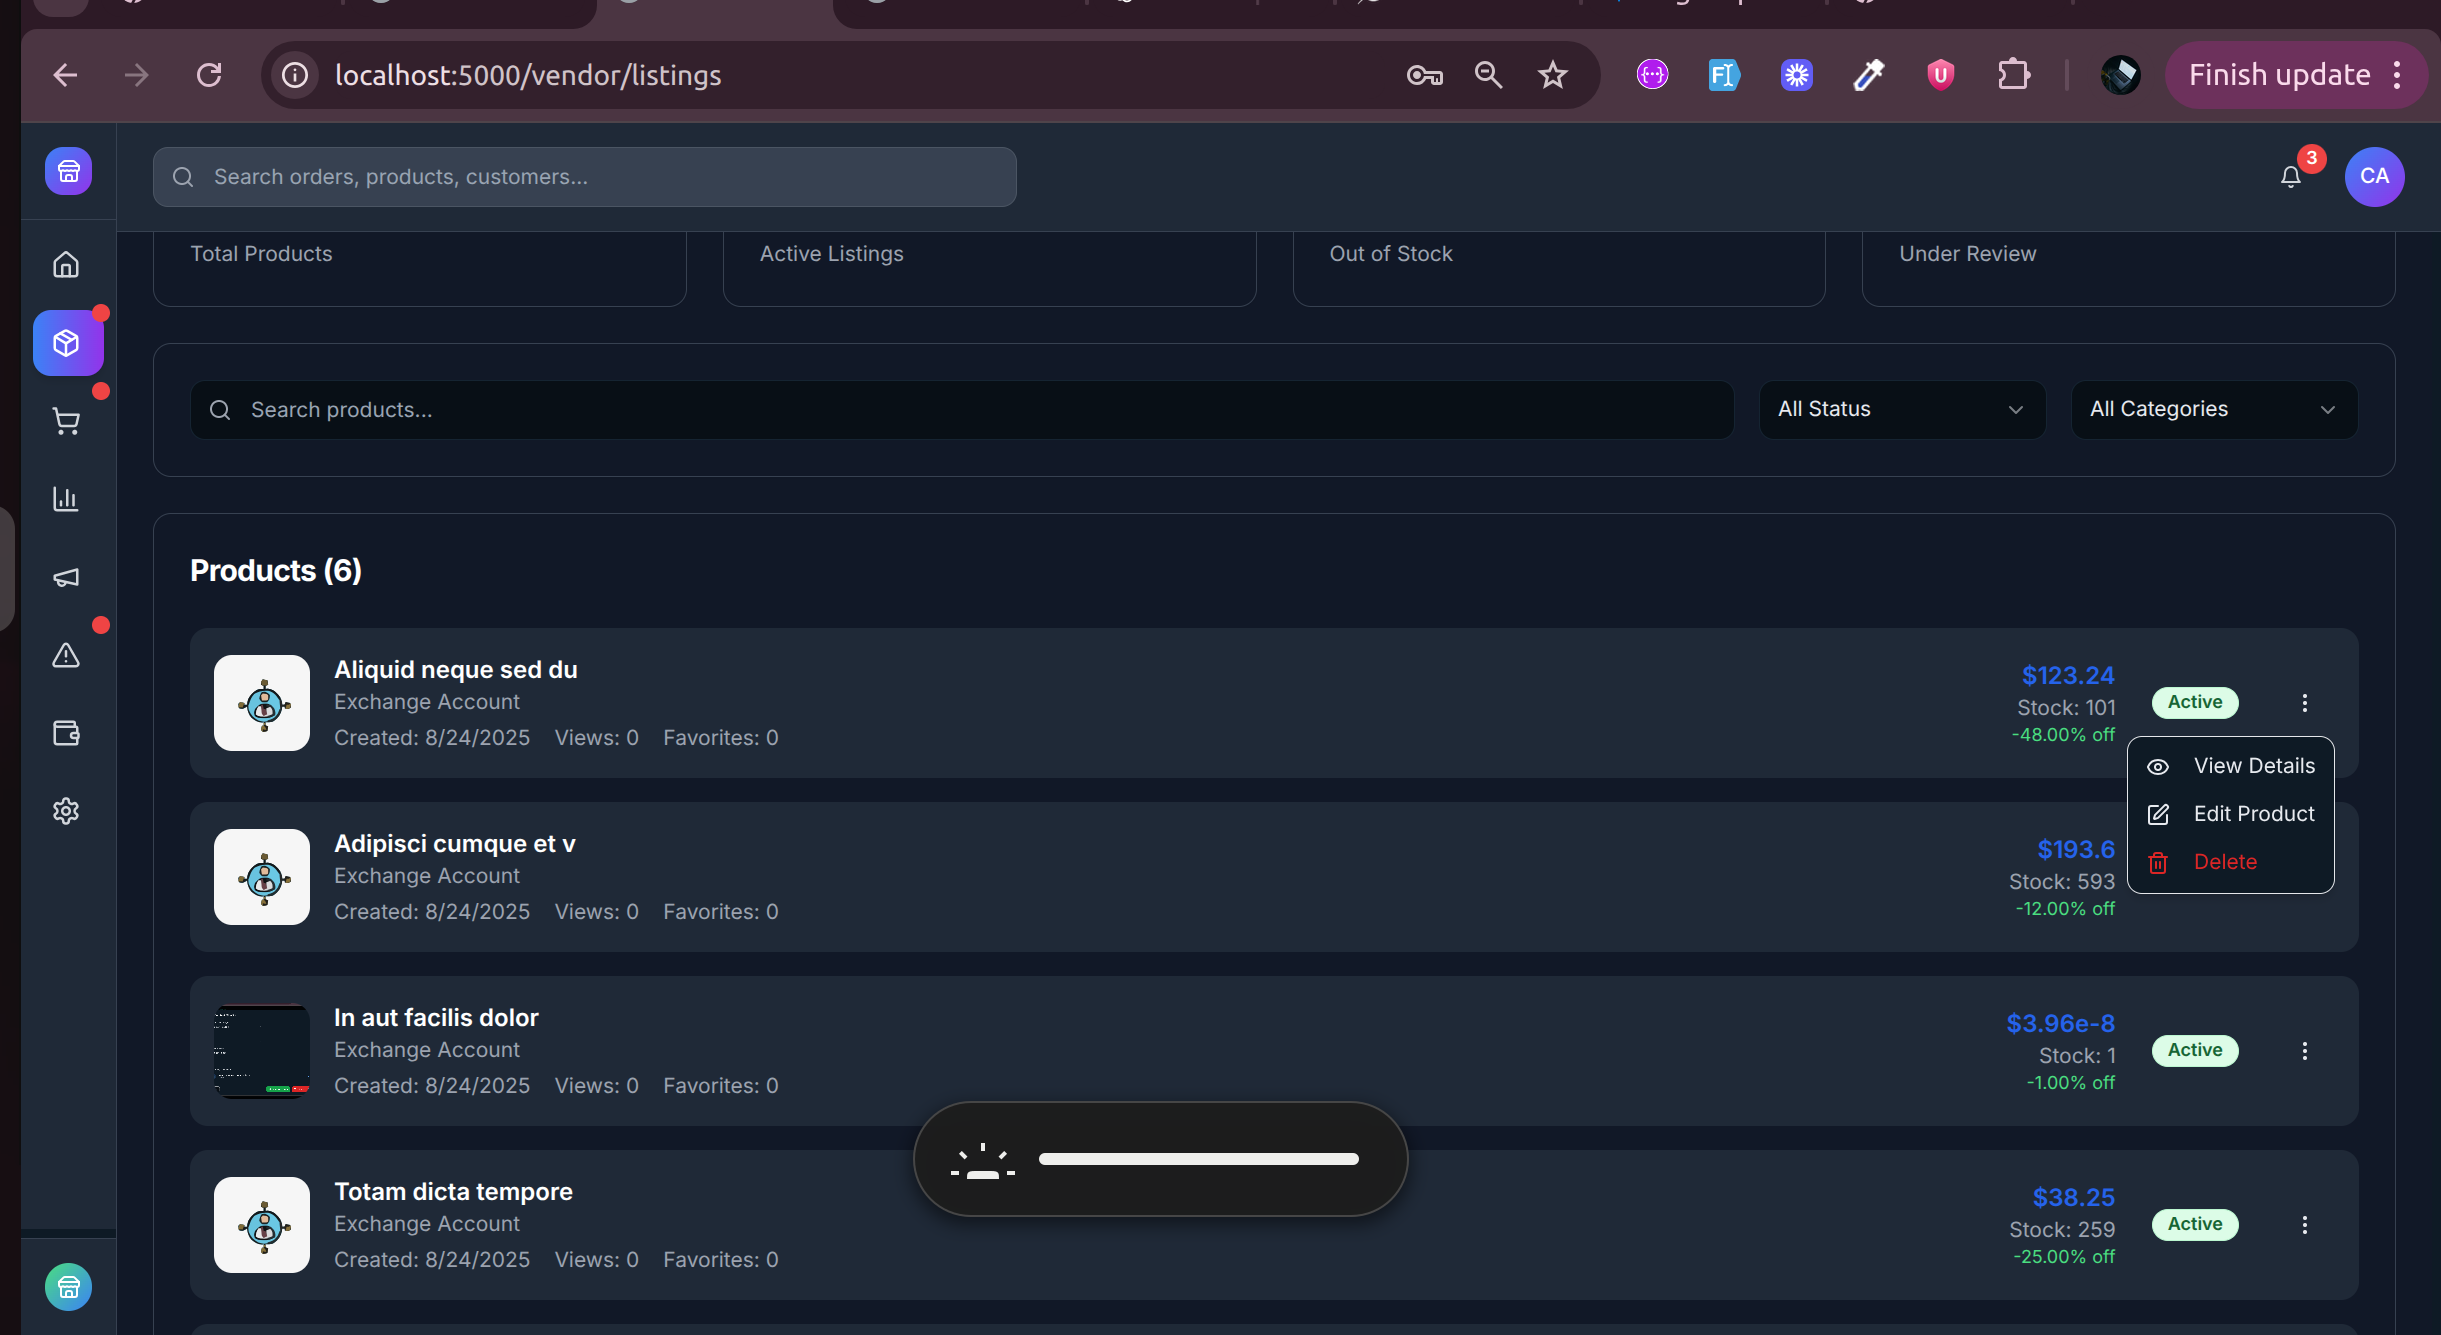 localhost:5000/vendor/listings
Finish update
Search orders, products, customers...
3
CA
Total Products
Active Listings
Out of Stock
Under Review
Search products...
All Status
All Categories
Products (6)
Aliquid neque sed du
Exchange Account
Created: 8/24/2025 Views: 0 Favorites: 0
$123.24
Stock: 101
-48.00% off
Active
View Details
Edit Product
Delete
Adipisci cumque et v
Exchange Account
Created: 8/24/2025 Views: 0 Favorites: 0
$193.6
Stock: 593
-12.00% off
In aut facilis dolor
Exchange Account
Created: 8/24/2025 Views: 0 Favorites: 0
$3.96e-8
Stock: 1
-1.00% off
Active
Totam dicta tempore
Exchange Account
Created: 8/24/2025 Views: 0 Favorites: 0
$38.25
Stock: 259
-25.00% off
Active